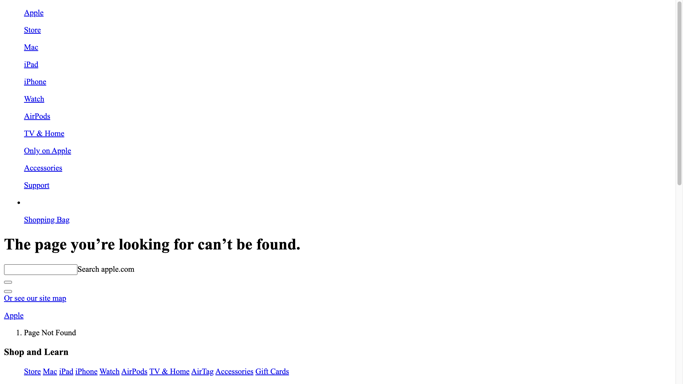 Apple
Store
Mac
iPad
iPhone
Watch
AirPods
TV & Home
Only on Apple
Accessories
Support
Shopping Bag
The page you’re looking for can’t be found.
Search apple.com
Or see our site map
Apple
1. Page Not Found
Shop and Learn
Store Mac iPad iPhone Watch AirPods TV & Home AirTag Accessories Gift Cards